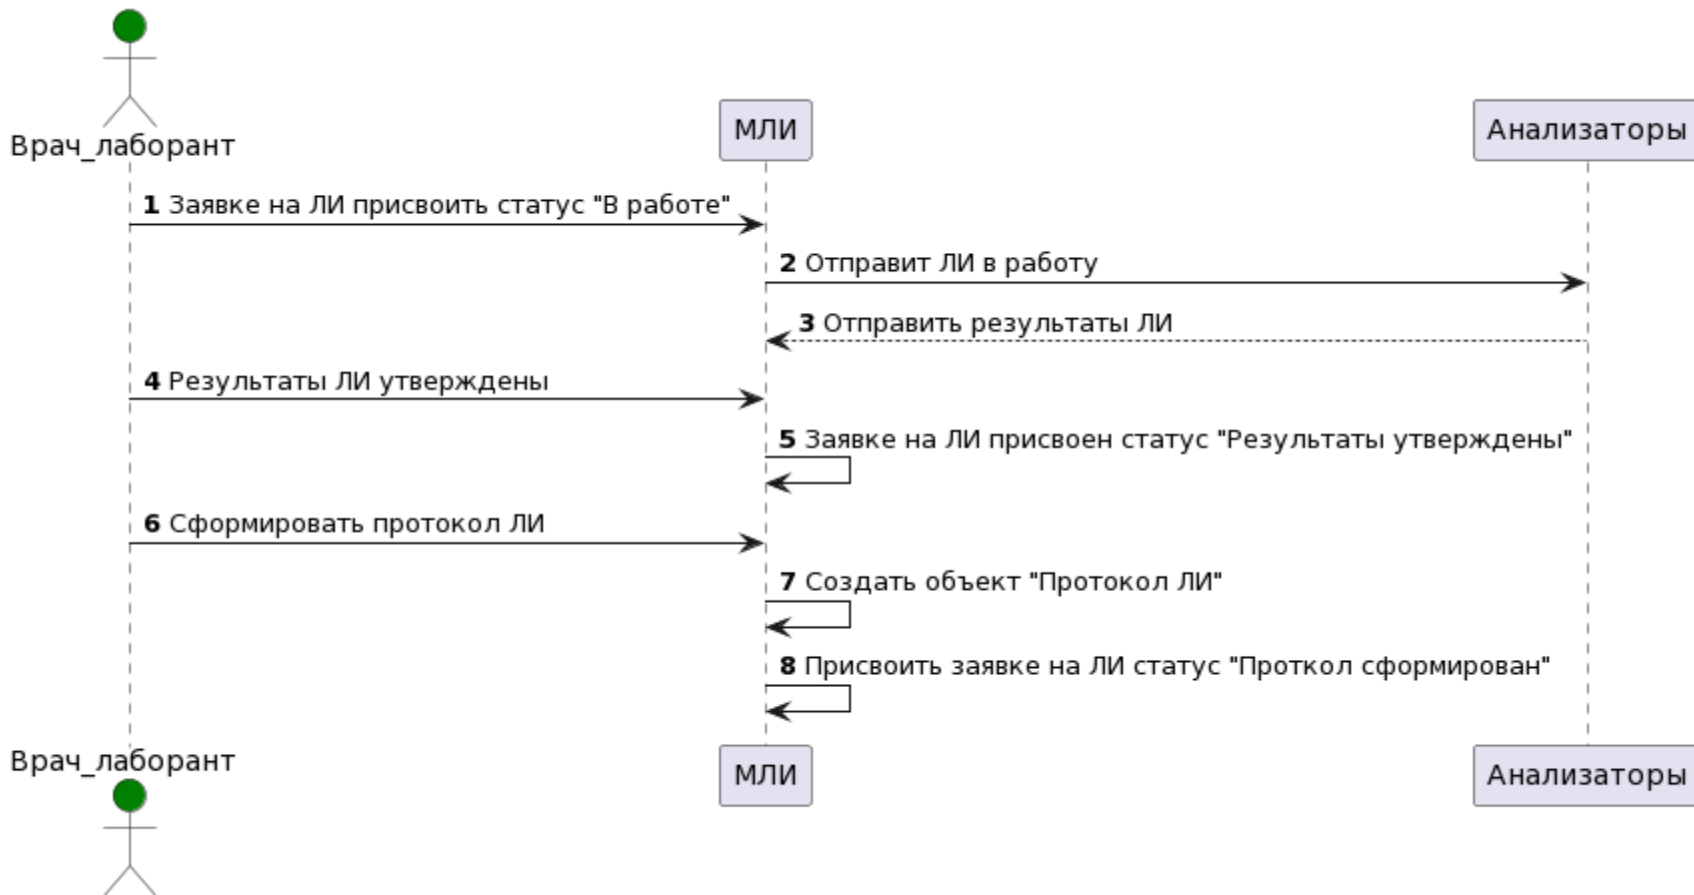 Врач_лаборант
МЛИ
Анализаторы
1 Заявке на ЛИ присвоить статус "В работе"
2 Отправит ЛИ в работу
3 Отправить результаты ЛИ
4 Результаты ЛИ утверждены
5 Заявке на ЛИ присвоен статус "Результаты утверждены"
6 Сформировать протокол ЛИ
7 Создать объект "Протокол ЛИ"
8 Присвоить заявке на ЛИ статус "Проткол сформирован"
Врач_лаборант
МЛИ
Анализаторы